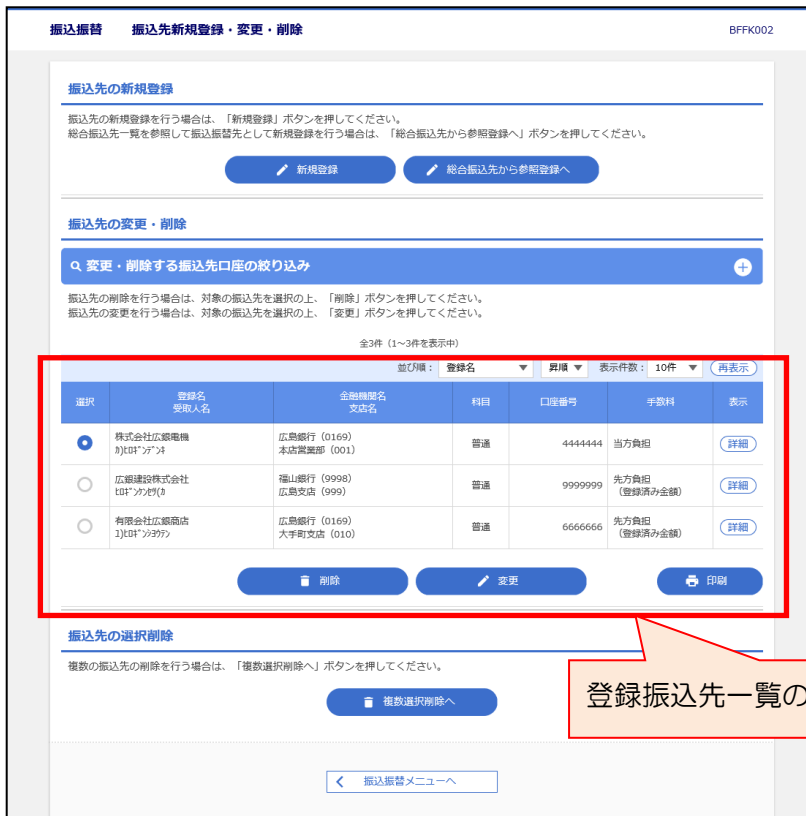 振込振替 振込先新規登録・変更・削除 BFFK002
振込先の新規登録
振込先の新規登録を行う場合は、「新規登録」ボタンを押してください。
総合振込先一覧を参照して振込振替先として新規登録を行う場合は、「総合振込先から参照登録へ」ボタンを押してください。
新規登録 総合振込先から参照登録へ
振込先の変更・削除
変更・削除する振込先口座の絞り込み
振込先の削除を行う場合は、対象の振込先を選択の上、「削除」ボタンを押してください。
振込先の変更を行う場合は、対象の振込先を選択の上、「変更」ボタンを押してください。
全3件（1～3件を表示中）
並び順： 登録名 ▼ 昇順 ▼ 表示件数： 10件 ▼ 再表示
選択 登録名 金融機関名 科目 口座番号 手数料 表示
受取人名 支店名
株式会社広銀電機 広島銀行（0169） 普通 4444444 当方負担 詳細
ｶ)ﾋﾛｷﾞﾝﾃﾞﾝｷ 本店営業部（001）
広銀建設株式会社 福山銀行（9998） 普通 9999999 先方負担 詳細
ﾋﾛｷﾞﾝｹﾝｾﾂ(ｶ 広島支店（999） （登録済み金額）
有限会社広銀商店 広島銀行（0169） 普通 6666666 先方負担 詳細
ﾕ)ﾋﾛｷﾞﾝｼﾖｳﾃﾝ 大手町支店（010） （登録済み金額）
削除 変更 印刷
振込先の選択削除
複数の振込先の削除を行う場合は、「複数選択削除へ」ボタンを押してください。
複数選択削除へ
登録振込先一覧の
振込振替メニューへ